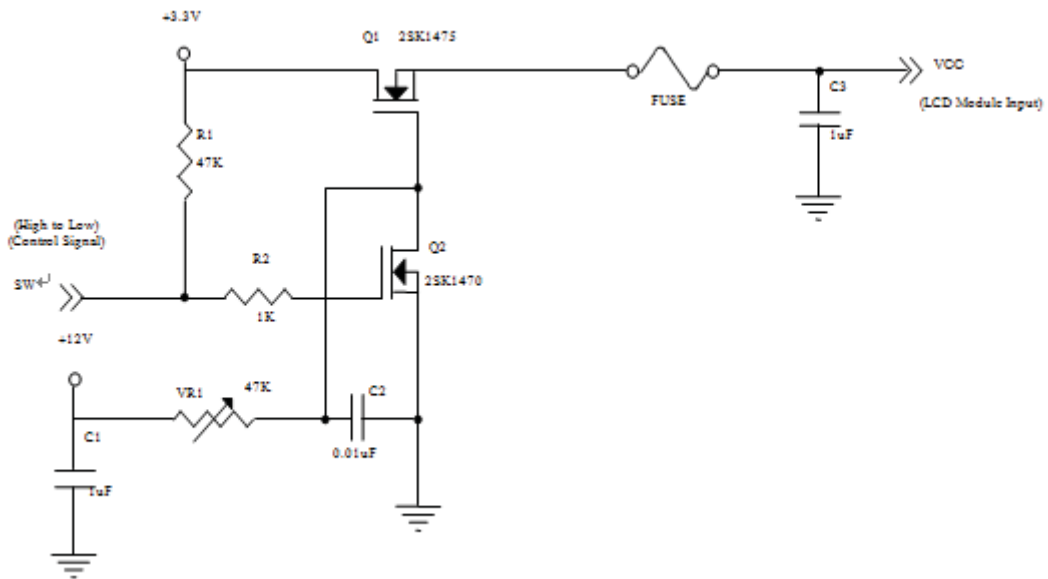 +3.3V
Q1 2SK1475
FUSE
VCC
(LCD Module Input)
C3
1uF
R1
47K
(High to Low)
(Control Signal)
SW↵
R2
1K
Q2
2SK1470
+12V
VR1
47K
C2
0.01uF
C1
1uF